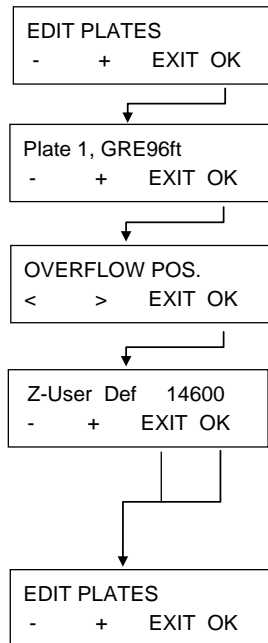 EDIT PLATES
- + EXIT OK
Plate 1, GRE96ft
- + EXIT OK
OVERFLOW POS.
< > EXIT OK
Z-User Def 14600
- + EXIT OK
EDIT PLATES
- + EXIT OK